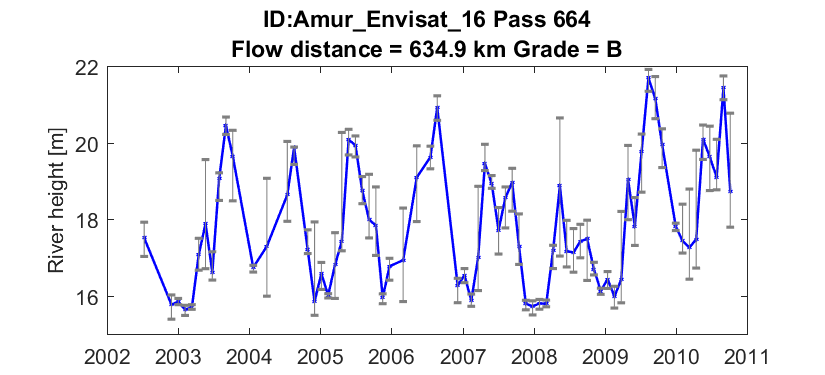 ID:Amur_Envisat_16 Pass 664
Flow distance = 634.9 km Grade = B
River height [m]
22
20
18
16
2002 2003 2004 2005 2006 2007 2008 2009 2010 2011